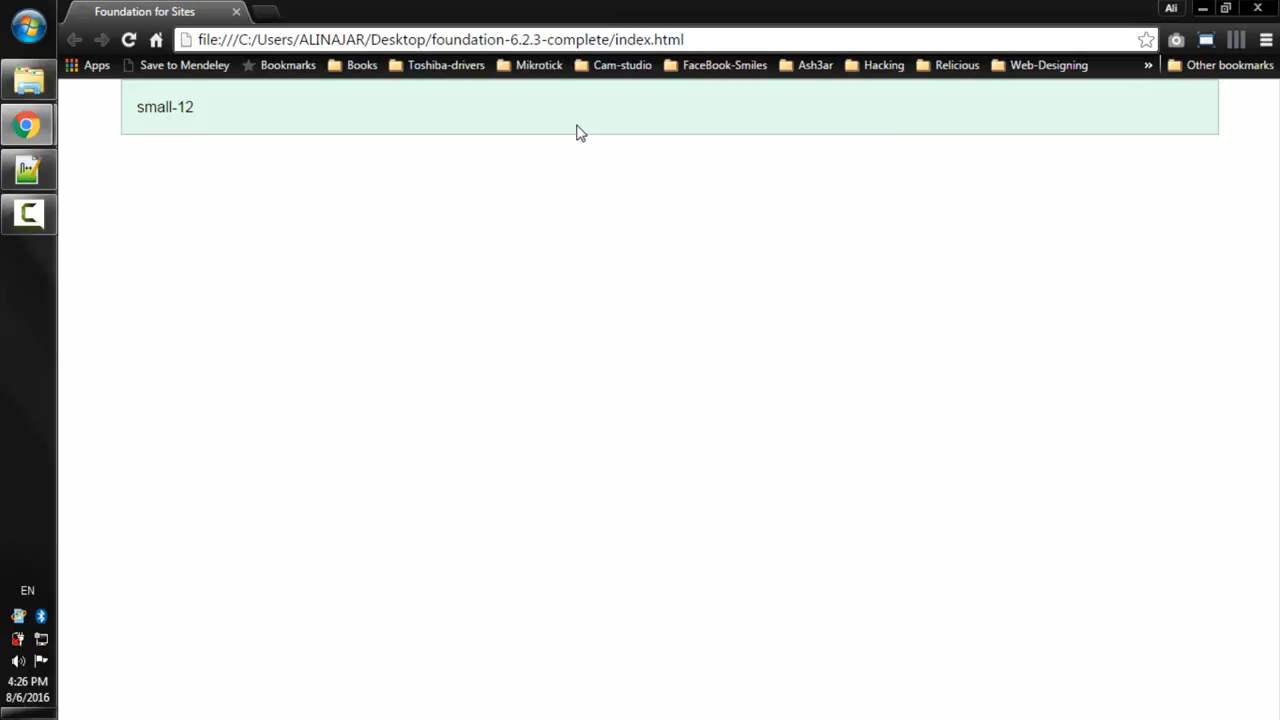 Foundation for Sites
Ali
file:///C:/Users/ALINAJAR/Desktop/foundation-6.2.3-complete/index.html
Apps Save to Mendeley Bookmarks Books Toshiba-drivers Mikrotick Cam-studio FaceBook-Smiles Ash3ar Hacking Relicious Web-Designing » Other bookmarks
small-12
EN
4:26 PM
8/6/2016